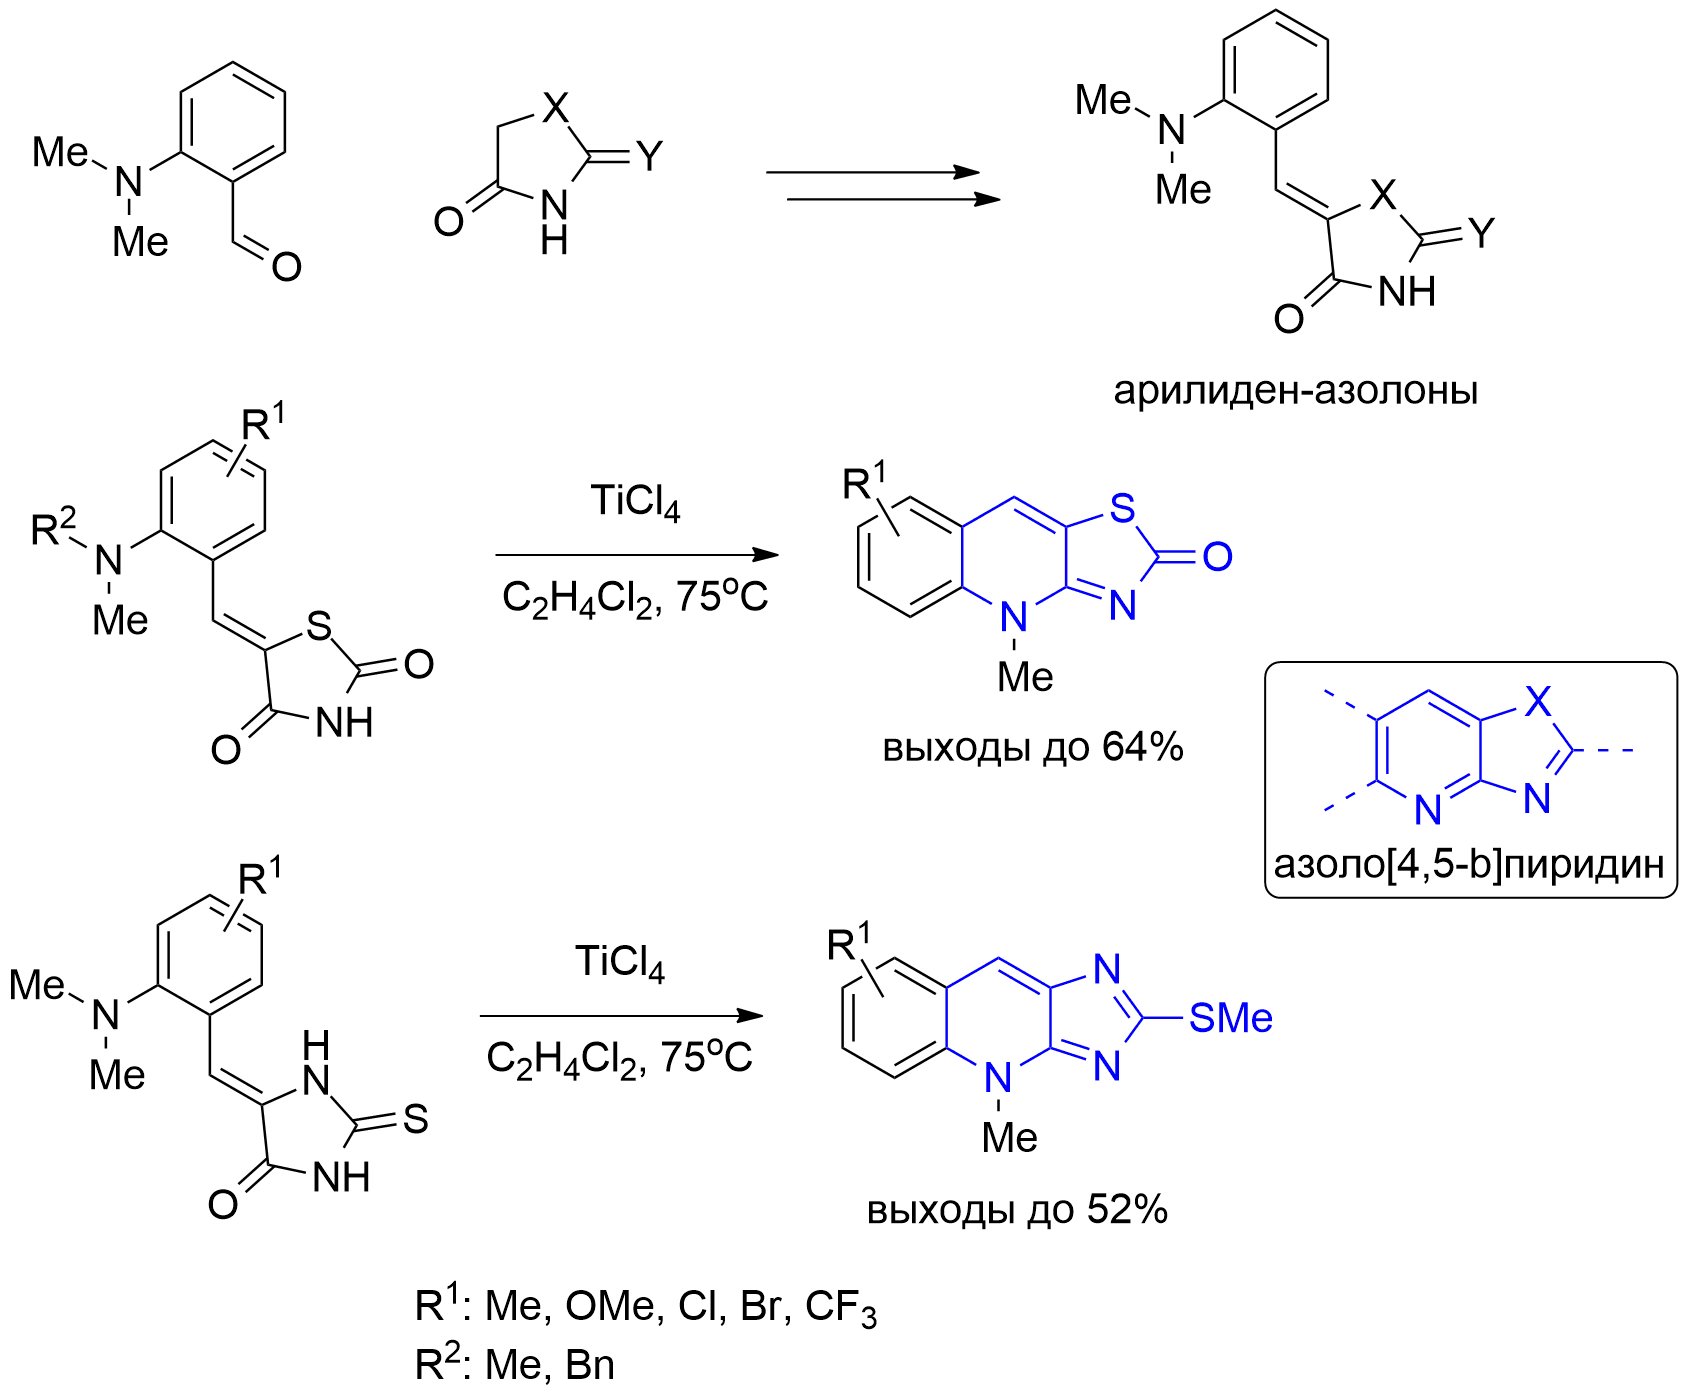 Me
N
Me
O
X
Y
O
N
H
Me
N
Me
X
Y
O
NH
арилиден-азолоны
R¹
R²
N
Me
S
O
O
NH
TiCl₄
C₂H₄Cl₂, 75ºC
R¹
S
O
N
N
Me
выходы до 64%
X
N
N
азоло[4,5-b]пиридин
R¹
Me
N
Me
H
N
S
O
NH
TiCl₄
C₂H₄Cl₂, 75ºC
R¹
N
SMe
N
N
Me
выходы до 52%
R¹: Me, OMe, Cl, Br, CF₃
R²: Me, Bn